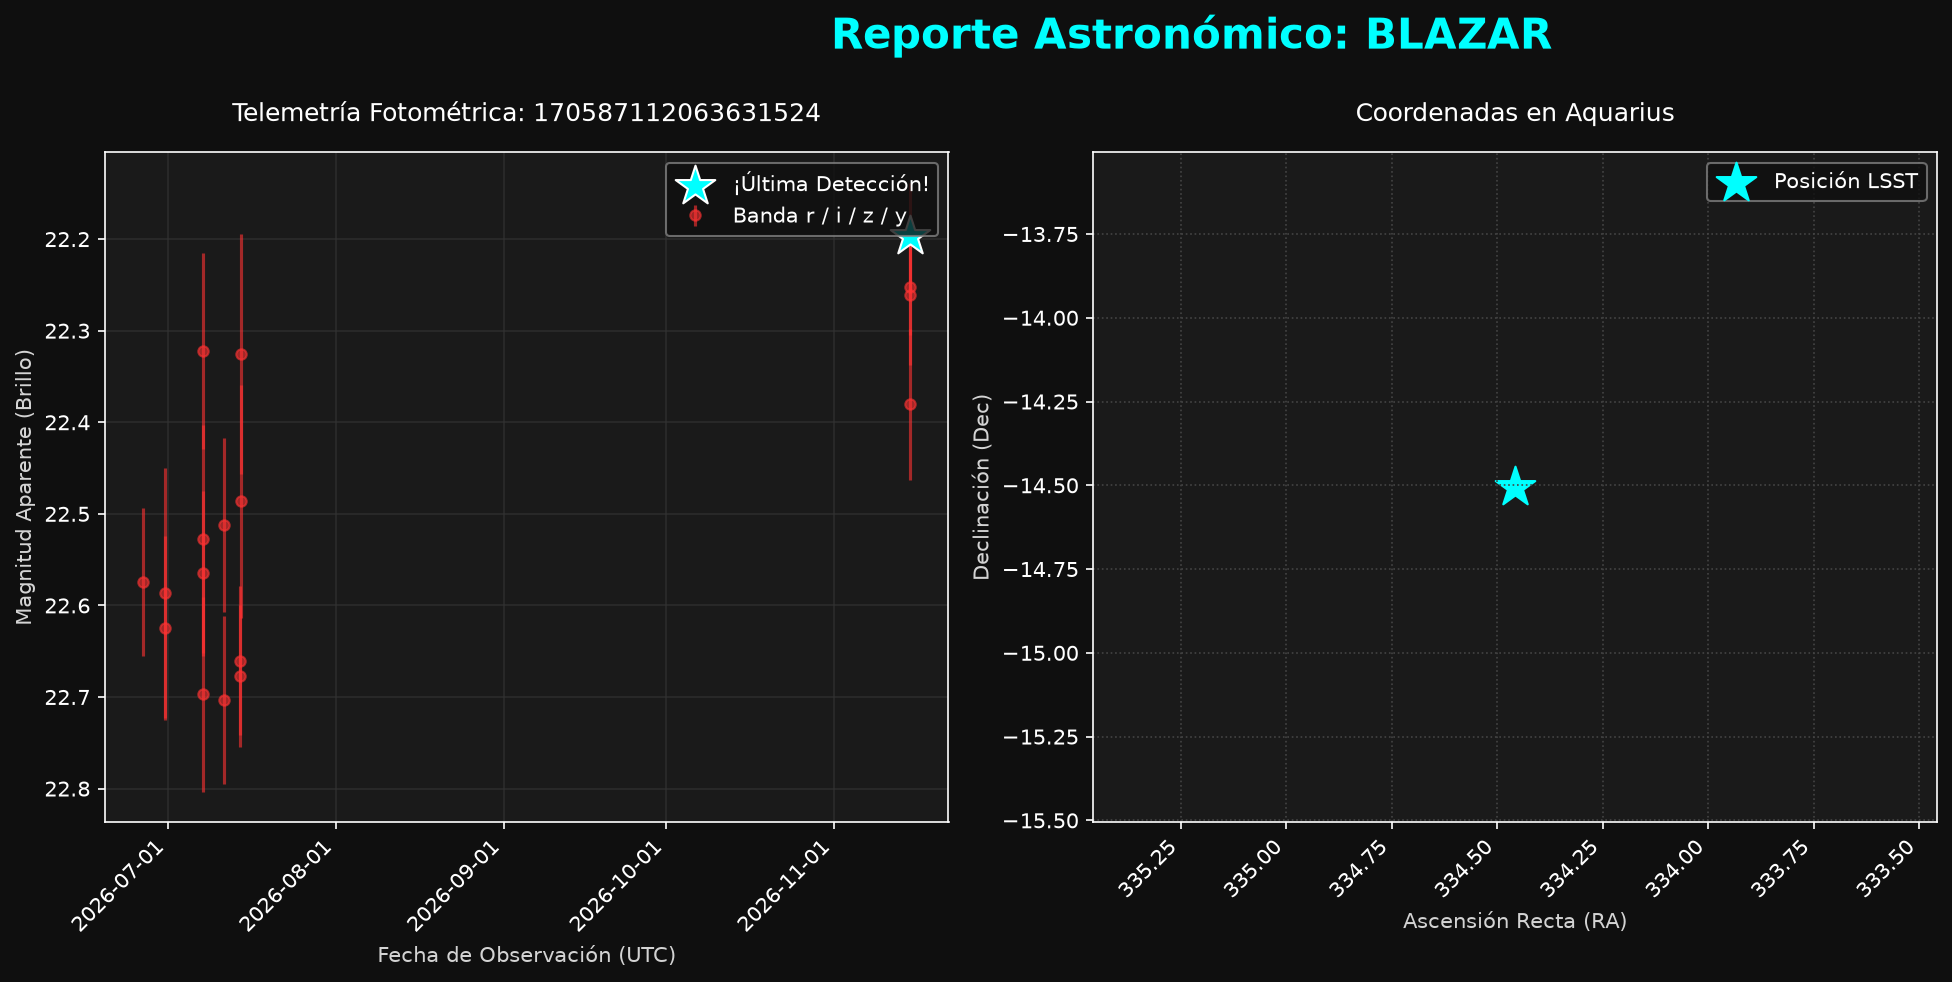 Reporte Astronómico: BLAZAR
Telemetría Fotométrica: 170587112063631524
¡Última Detección!
Banda r / i / z / y
Magnitud Aparente (Brillo)
22.2
22.3
22.4
22.5
22.6
22.7
22.8
2026-07-01
2026-08-01
2026-09-01
2026-10-01
2026-11-01
Fecha de Observación (UTC)
Coordenadas en Aquarius
Posición LSST
Declinación (Dec)
−13.75
−14.00
−14.25
−14.50
−14.75
−15.00
−15.25
−15.50
335.25
335.00
334.75
334.50
334.25
334.00
333.75
333.50
Ascensión Recta (RA)